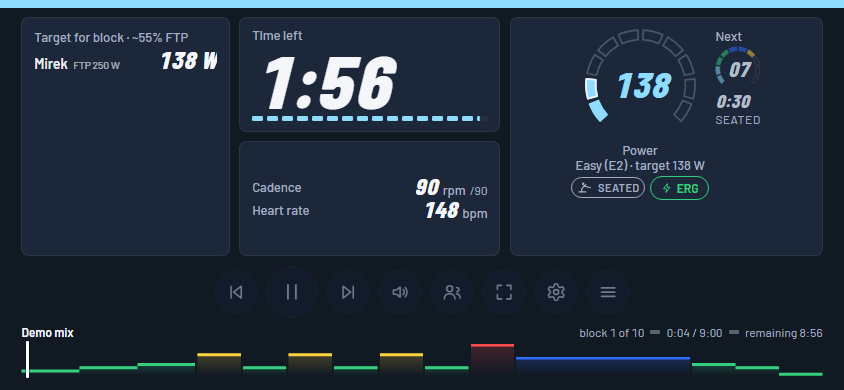 Target for block · ~55% FTP
Mirek FTP 250 W 138 W
Time left
1:56
Cadence 90 rpm /90
Heart rate 148 bpm
138
Power
Easy (E2) · target 138 W
SEATED ERG
Next
07
0:30
SEATED
Demo mix
block 1 of 10 0:04 / 9:00 remaining 8:56